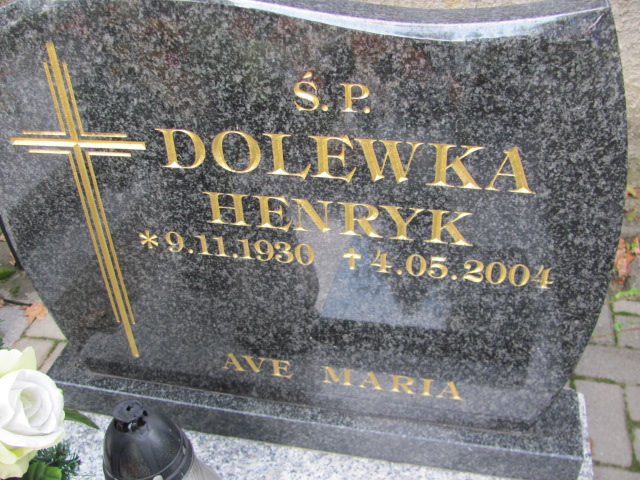 Ś. P.
DOLEWKA
HENRYK
*9.11.1930 ✝4.05.2004
AVE MARIA